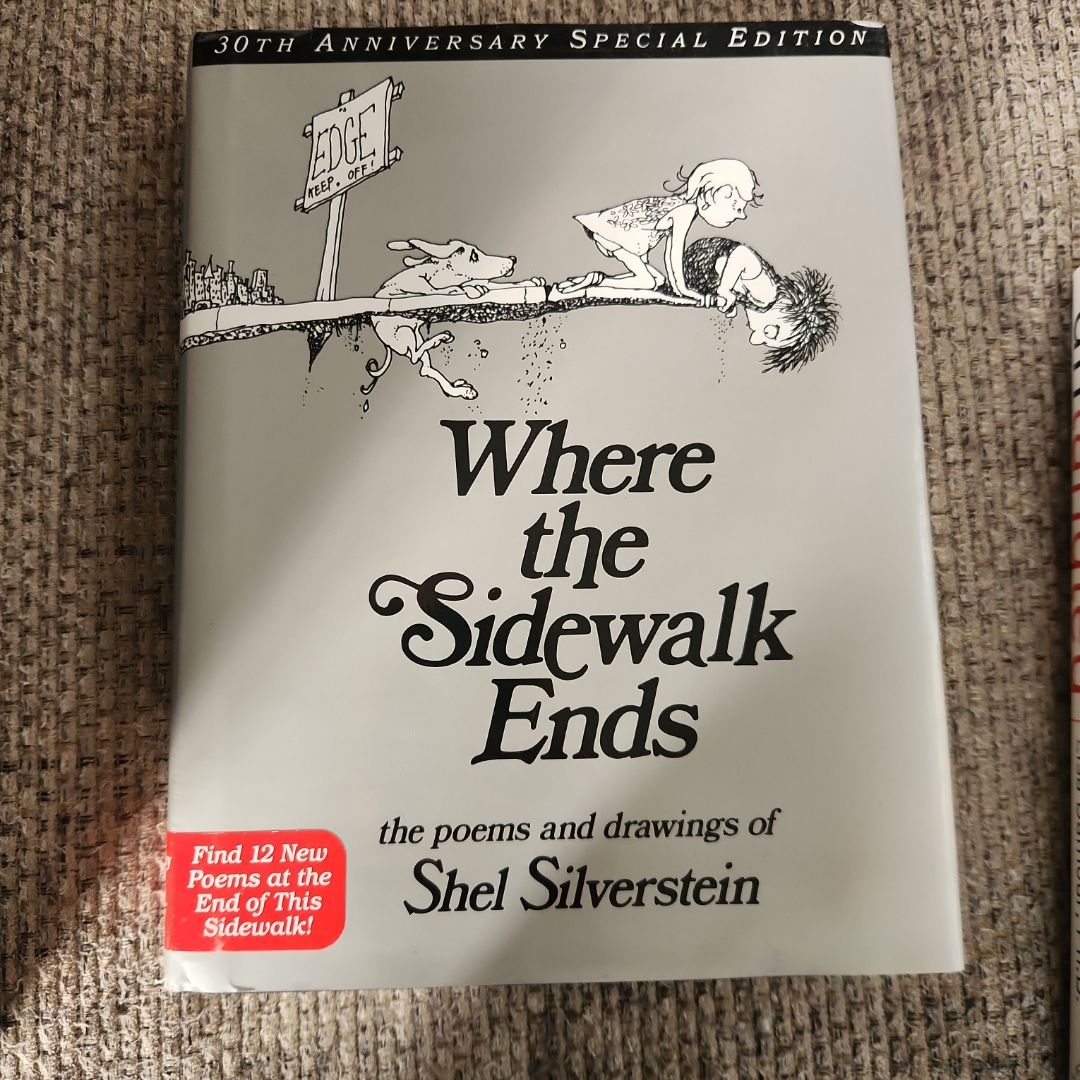 30TH ANNIVERSARY SPECIAL EDITION
EDGE
KEEP. OFF!
Where
the
Sidewalk
Ends
the poems and drawings of
Shel Silverstein
Find 12 New
Poems at the
End of This
Sidewalk!